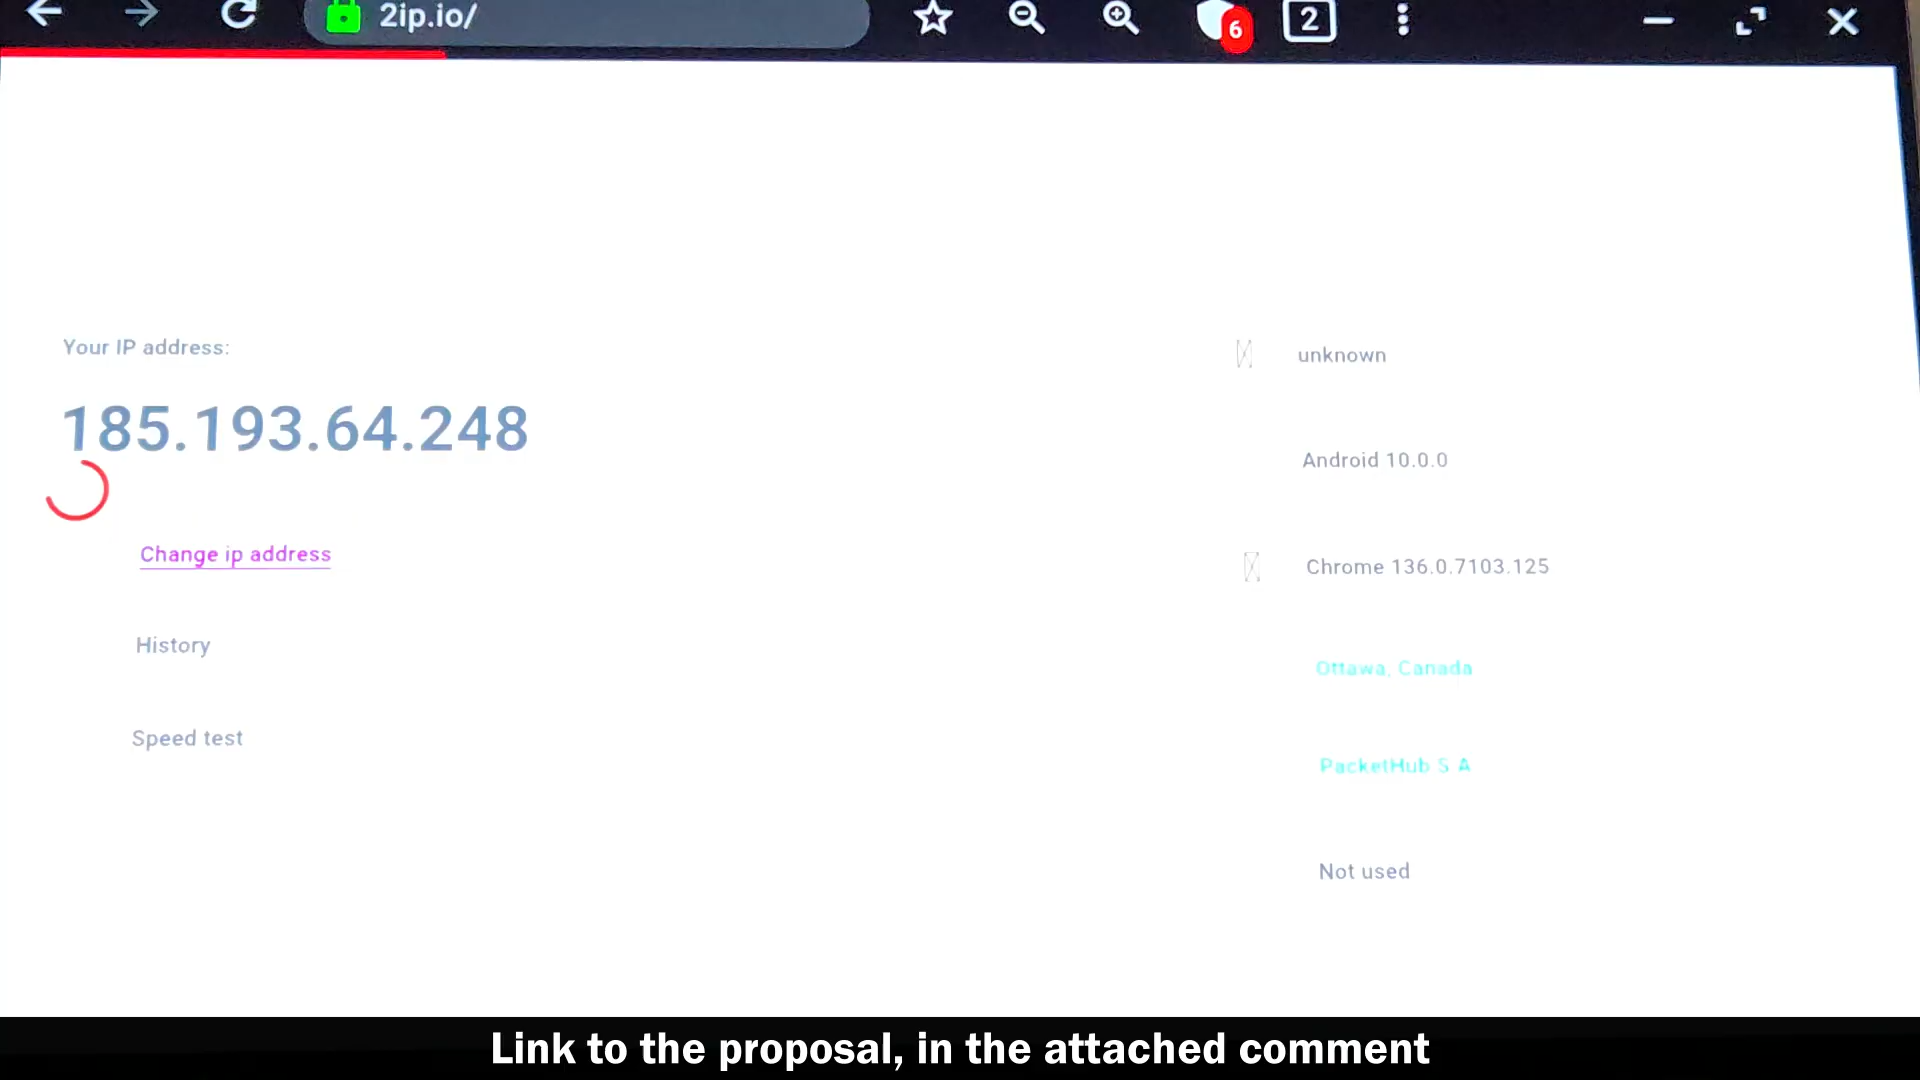 2ip.io/
6
2
Your IP address:
185.193.64.248
Change ip address
History
Speed test
unknown
Android 10.0.0
Chrome 136.0.7103.125
Ottawa, Canada
PacketHub S A
Not used
Link to the proposal, in the attached comment